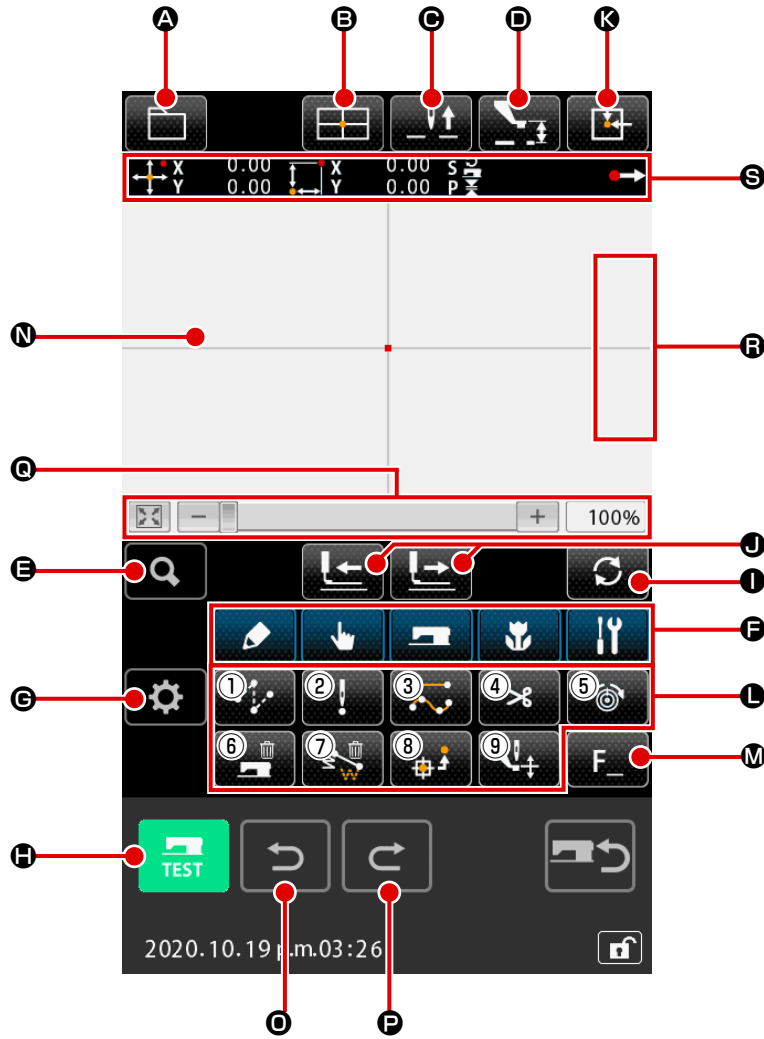 A B C D K
X 0.00 X 0.00 S
Y 0.00 Y 0.00 P
S
N
R
Q
100%
J
E
I
F
① ② ③ ④ ⑤
G
L
⑥ ⑦ ⑧ ⑨ F_
M
H
TEST
2020.10.19 p.m.03:26
O P